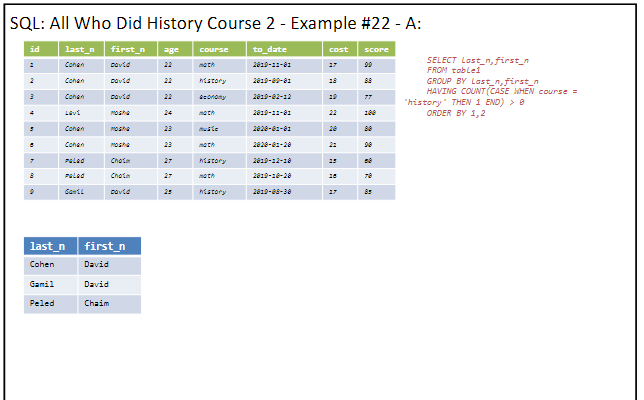 SQL: All Who Did History Course 2 - Example #22 - A:
id last_n first_n age course to_date cost score
1 Cohen David 22 math 2019-11-01 17 99
2 Cohen David 22 history 2019-09-01 18 88
3 Cohen David 22 economy 2019-02-12 19 77
4 Levi Moshe 24 math 2019-11-01 22 100
5 Cohen Moshe 23 music 2020-01-01 20 80
6 Cohen Moshe 23 math 2020-01-20 21 90
7 Peled Chaim 27 history 2019-12-10 15 60
8 Peled Chaim 27 math 2019-10-20 16 70
9 Gamil David 25 history 2019-08-30 17 85
SELECT last_n,first_n
FROM table1
GROUP BY last_n,first_n
HAVING COUNT(CASE WHEN course =
'history' THEN 1 END) > 0
ORDER BY 1,2
last_n first_n
Cohen David
Gamil David
Peled Chaim